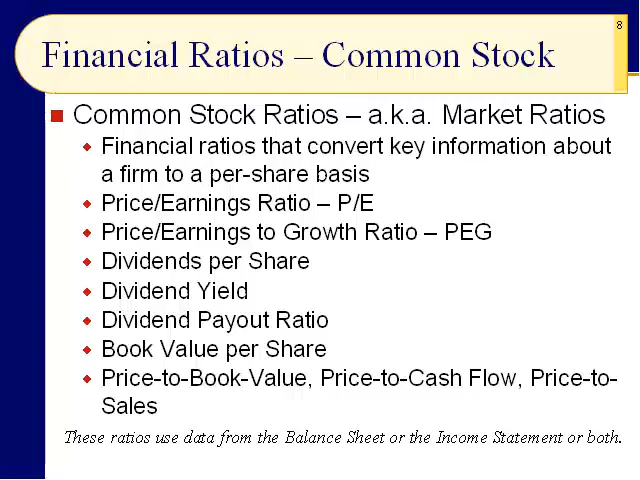 8
Financial Ratios – Common Stock
Common Stock Ratios – a.k.a. Market Ratios
Financial ratios that convert key information about
a firm to a per-share basis
Price/Earnings Ratio – P/E
Price/Earnings to Growth Ratio – PEG
Dividends per Share
Dividend Yield
Dividend Payout Ratio
Book Value per Share
Price-to-Book-Value, Price-to-Cash Flow, Price-to-
Sales
These ratios use data from the Balance Sheet or the Income Statement or both.